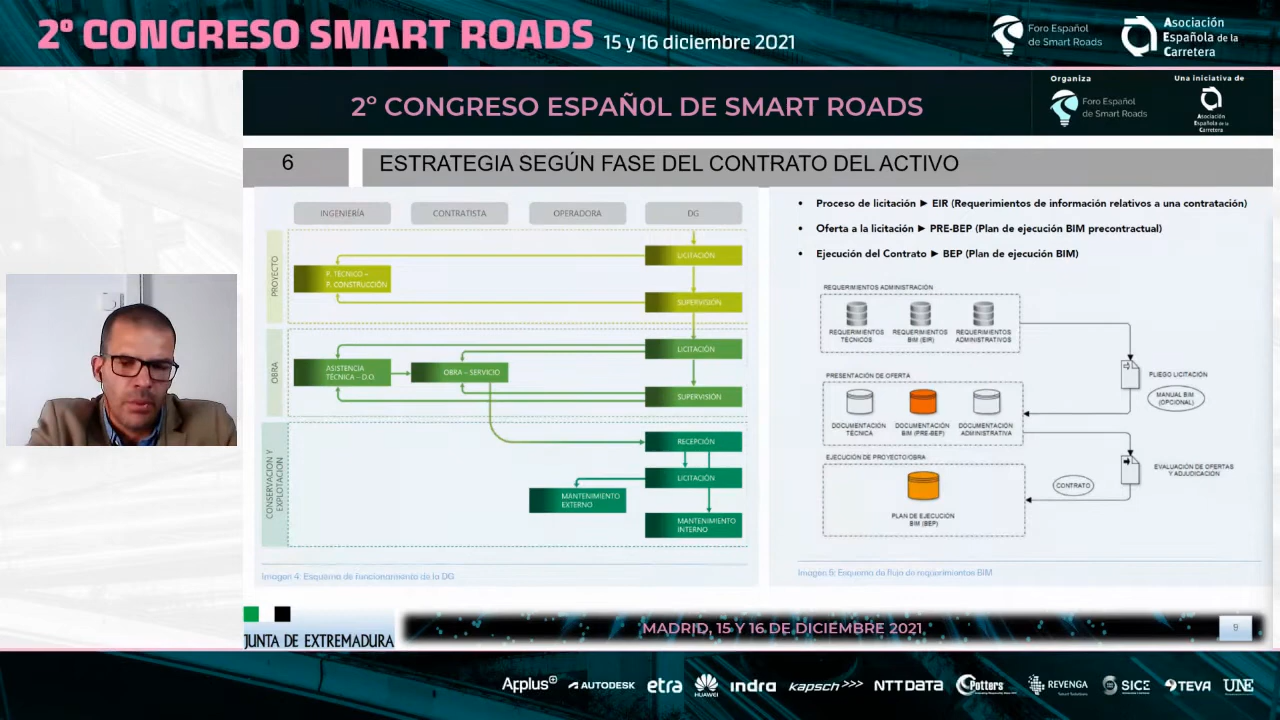 2º CONGRESO SMART ROADS 15 y 16 diciembre 2021
Foro Español
de Smart Roads
Asociación
Española de la
Carretera
2º CONGRESO ESPAÑ0L DE SMART ROADS
Organiza
Foro Español
de Smart Roads
Una iniciativa de
Asociación
Española de la
Carretera
6
ESTRATEGIA SEGÚN FASE DEL CONTRATO DEL ACTIVO
INGENIERÍA
CONTRATISTA
OPERADORA
DG
PROYECTO
LICITACIÓN
P. TÉCNICO –
P. CONSTRUCCIÓN
SUPERVISIÓN
OBRA
LICITACIÓN
ASISTENCIA
TÉCNICA – D.O.
OBRA – SERVICIO
SUPERVISIÓN
CONSERVACION Y
EXPLOTACIÓN
RECEPCIÓN
LICITACIÓN
MANTENIMIENTO
EXTERNO
MANTENIMIENTO
INTERNO
Imagen 4: Esquema de funcionamiento de la DG
• Proceso de licitación ► EIR (Requerimientos de información relativos a una contratación)
• Oferta a la licitación ► PRE-BEP (Plan de ejecución BIM precontractual)
• Ejecución del Contrato ► BEP (Plan de ejecución BIM)
REQUERIMIENTOS ADMINISTRACIÓN
REQUERIMIENTOS
TÉCNICOS
REQUERIMIENTOS
BIM (EIR)
REQUERIMIENTOS
ADMINISTRATIVOS
PLIEGO LICITACIÓN
MANUAL BIM
(OPCIONAL)
PRESENTACIÓN DE OFERTA
DOCUMENTACIÓN
TÉCNICA
DOCUMENTACIÓN
BIM (PRE-BEP)
DOCUMENTACIÓN
ADMINISTRATIVA
EVALUACIÓN DE OFERTAS
Y ADJUDICACIÓN
EJECUCIÓN DE PROYECTO/OBRA
CONTRATO
PLAN DE EJECUCIÓN
BIM (BEP)
Imagen 5: Esquema de flujo de requerimientos BIM
JUNTA DE EXTREMADURA
MADRID, 15 Y 16 DE DICIEMBRE 2021
Applus+
AUTODESK
etra
HUAWEI
indra
kapsch >>>
NTT DATA
Potters
REVENGA
SICE
TEVA
UNE